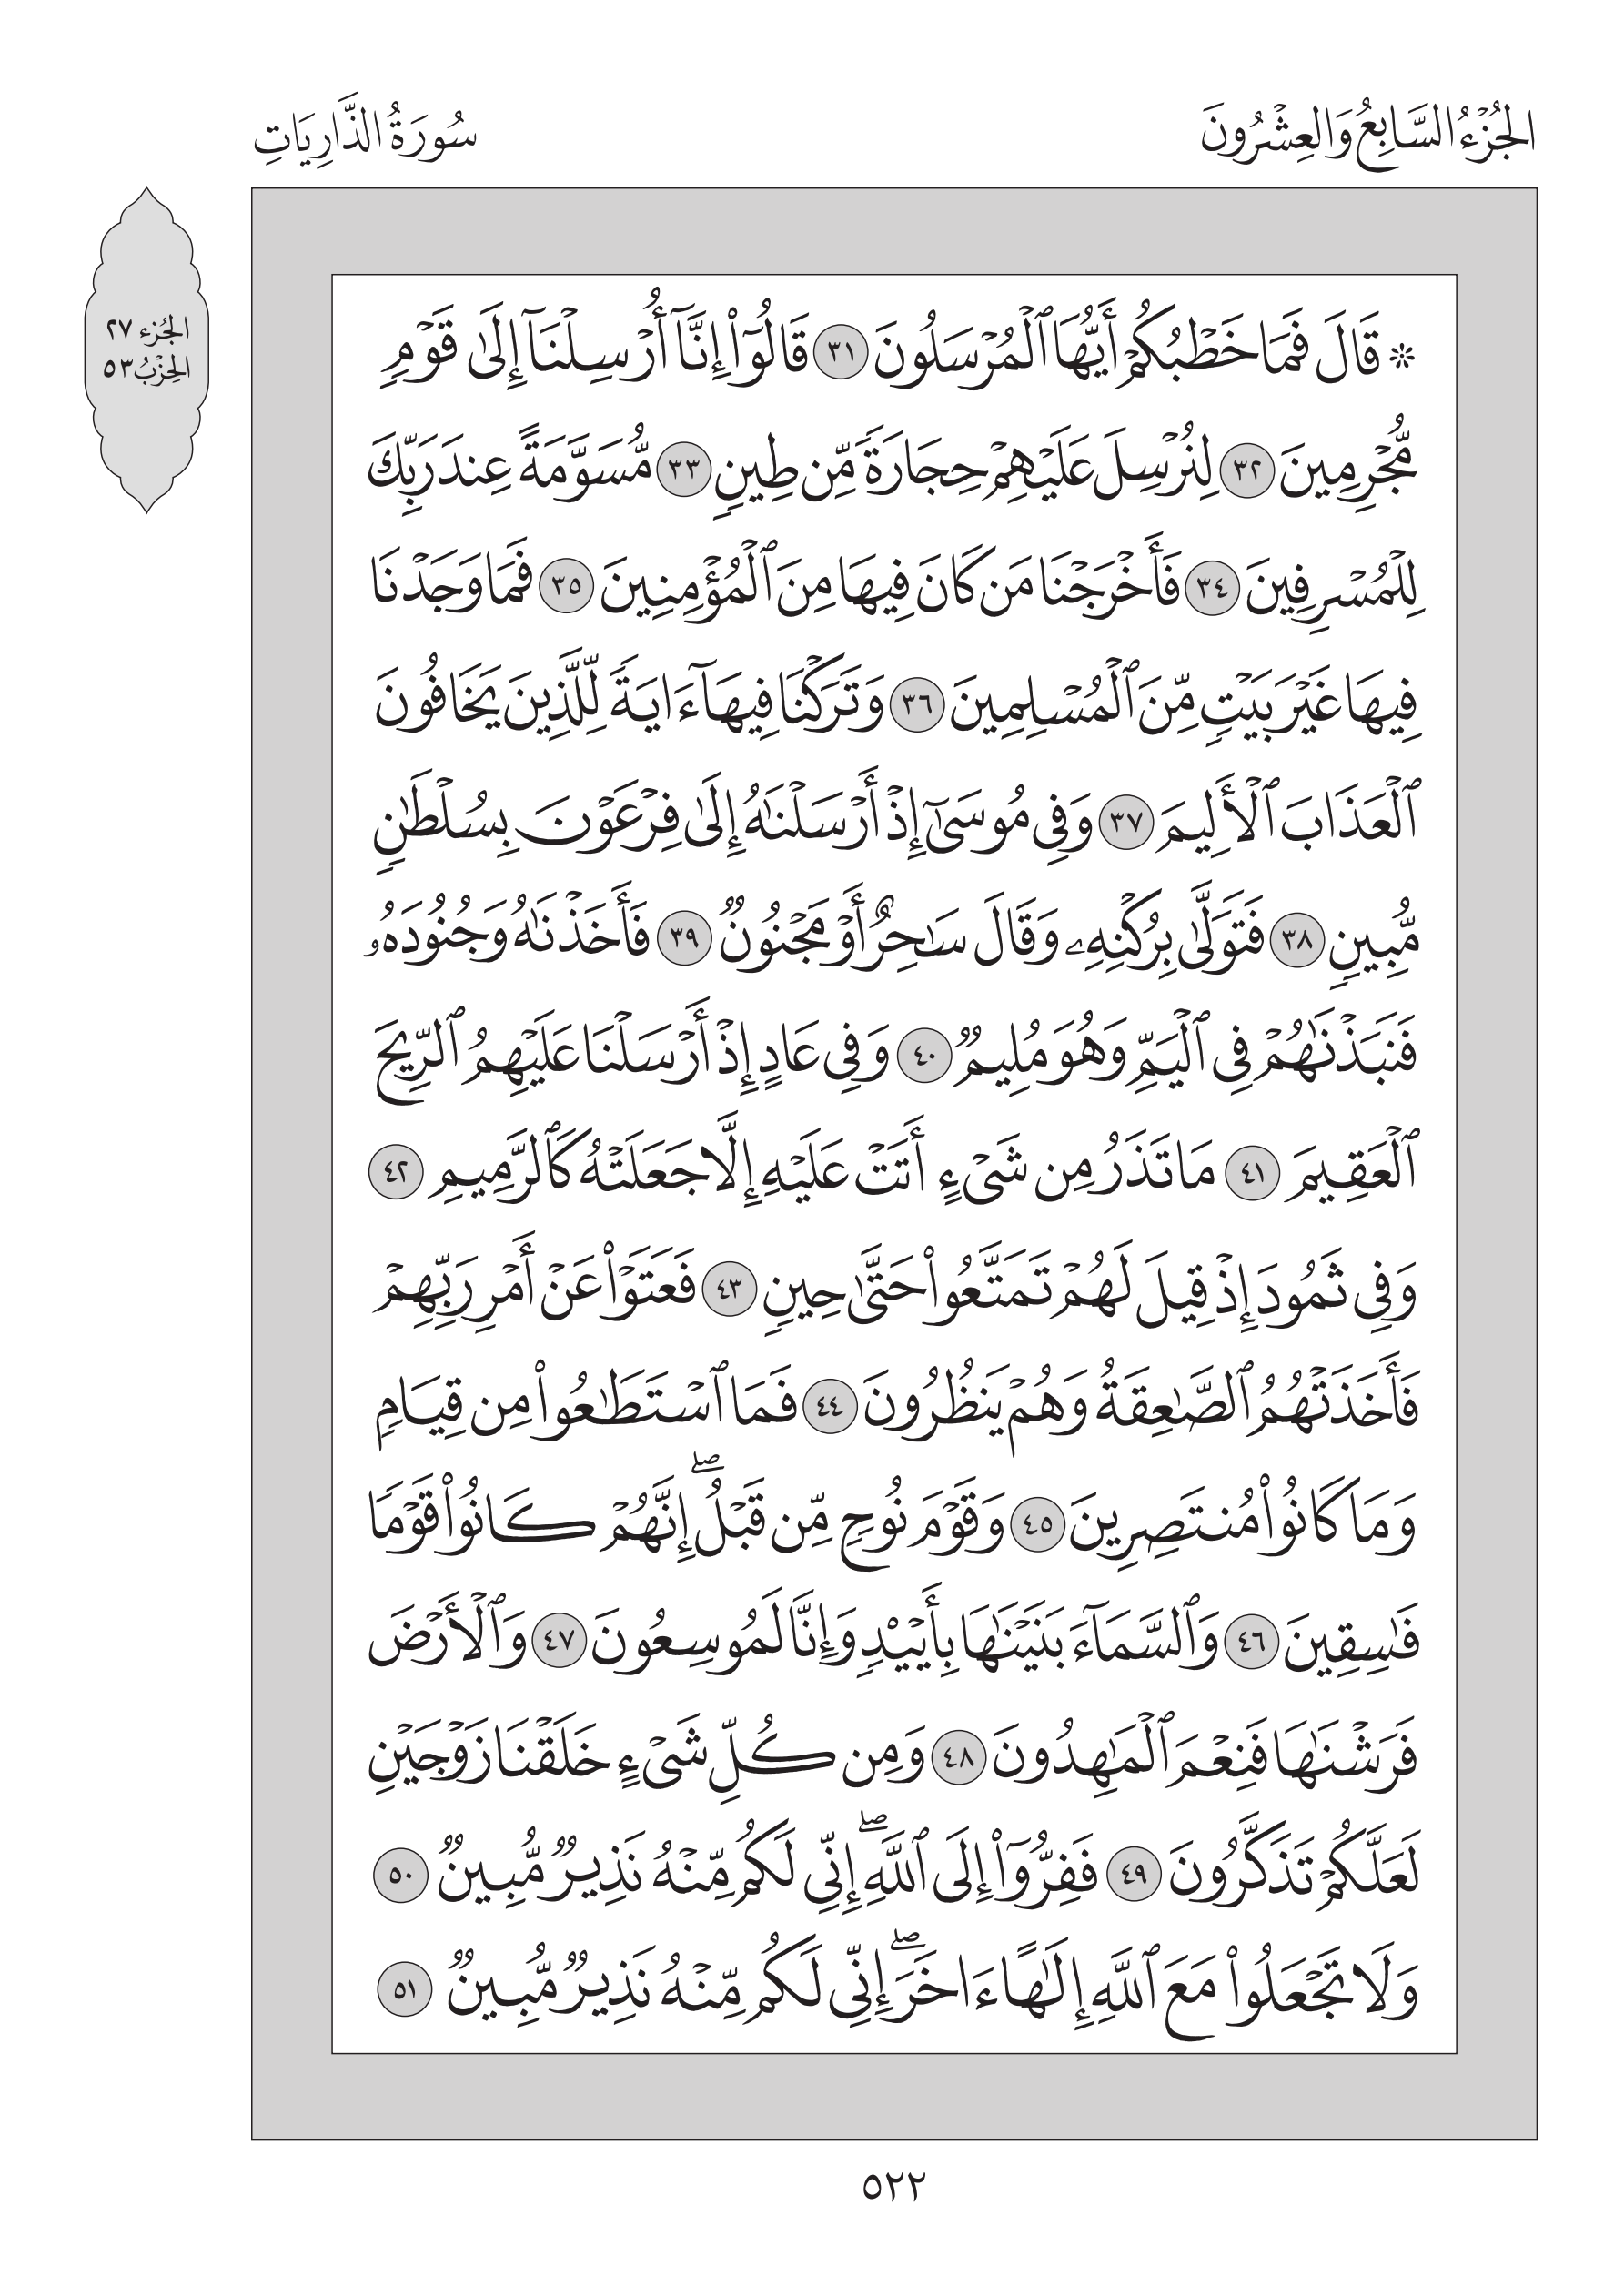 الجُزْءُ السَّابِعُ وَالعِشْرُونَ
سُورَةُ الذَّارِيَاتِ
الجُزء ٢٧
الحِزْبُ ٥٣
۞ قَالَ فَمَا خَطْبُكُمْ أَيُّهَا ٱلْمُرْسَلُونَ ٣١ قَالُوٓا۟ إِنَّآ أُرْسِلْنَآ إِلَىٰ قَوْمٍ
مُّجْرِمِينَ ٣٢ لِنُرْسِلَ عَلَيْهِمْ حِجَارَةً مِّن طِينٍ ٣٣ مُّسَوَّمَةً عِندَ رَبِّكَ
لِلْمُسْرِفِينَ ٣٤ فَأَخْرَجْنَا مَن كَانَ فِيهَا مِنَ ٱلْمُؤْمِنِينَ ٣٥ فَمَا وَجَدْنَا
فِيهَا غَيْرَ بَيْتٍ مِّنَ ٱلْمُسْلِمِينَ ٣٦ وَتَرَكْنَا فِيهَآ ءَايَةً لِّلَّذِينَ يَخَافُونَ
ٱلْعَذَابَ ٱلْأَلِيمَ ٣٧ وَفِى مُوسَىٰٓ إِذْ أَرْسَلْنَٰهُ إِلَىٰ فِرْعَوْنَ بِسُلْطَٰنٍ
مُّبِينٍ ٣٨ فَتَوَلَّىٰ بِرُكْنِهِۦ وَقَالَ سَٰحِرٌ أَوْ مَجْنُونٌ ٣٩ فَأَخَذْنَٰهُ وَجُنُودَهُۥ
فَنَبَذْنَٰهُمْ فِى ٱلْيَمِّ وَهُوَ مُلِيمٌ ٤٠ وَفِى عَادٍ إِذْ أَرْسَلْنَا عَلَيْهِمُ ٱلرِّيحَ
ٱلْعَقِيمَ ٤١ مَا تَذَرُ مِن شَىْءٍ أَتَتْ عَلَيْهِ إِلَّا جَعَلَتْهُ كَٱلرَّمِيمِ ٤٢
وَفِى ثَمُودَ إِذْ قِيلَ لَهُمْ تَمَتَّعُوا۟ حَتَّىٰ حِينٍ ٤٣ فَعَتَوْا۟ عَنْ أَمْرِ رَبِّهِمْ
فَأَخَذَتْهُمُ ٱلصَّٰعِقَةُ وَهُمْ يَنظُرُونَ ٤٤ فَمَا ٱسْتَطَٰعُوا۟ مِن قِيَامٍ
وَمَا كَانُوا۟ مُنتَصِرِينَ ٤٥ وَقَوْمَ نُوحٍ مِّن قَبْلُ ۖ إِنَّهُمْ كَانُوا۟ قَوْمًا
فَٰسِقِينَ ٤٦ وَٱلسَّمَآءَ بَنَيْنَٰهَا بِأَيْي۟دٍ وَإِنَّا لَمُوسِعُونَ ٤٧ وَٱلْأَرْضَ
فَرَشْنَٰهَا فَنِعْمَ ٱلْمَٰهِدُونَ ٤٨ وَمِن كُلِّ شَىْءٍ خَلَقْنَا زَوْجَيْنِ
لَعَلَّكُمْ تَذَكَّرُونَ ٤٩ فَفِرُّوٓا۟ إِلَى ٱللَّهِ ۖ إِنِّى لَكُم مِّنْهُ نَذِيرٌ مُّبِينٌ ٥٠
وَلَا تَجْعَلُوا۟ مَعَ ٱللَّهِ إِلَٰهًا ءَاخَرَ ۖ إِنِّى لَكُم مِّنْهُ نَذِيرٌ مُّبِينٌ ٥١
٥٢٢